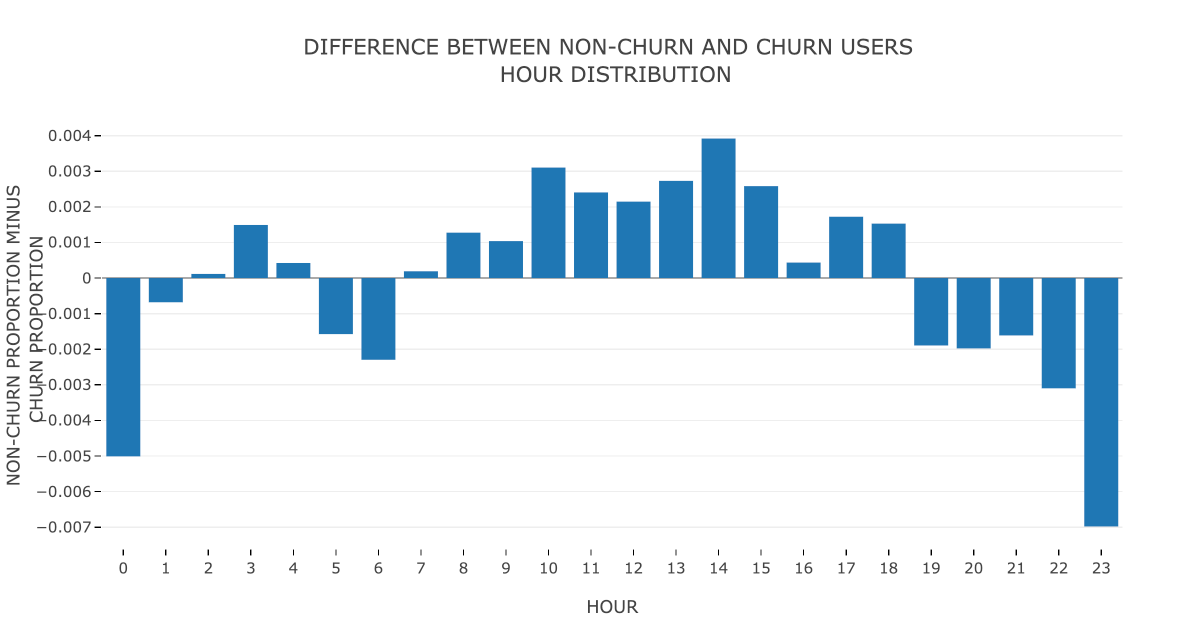 DIFFERENCE BETWEEN NON-CHURN AND CHURN USERS
HOUR DISTRIBUTION
NON-CHURN PROPORTION MINUS
CHURN PROPORTION
0.004
0.003
0.002
0.001
0
−0.001
−0.002
−0.003
−0.004
−0.005
−0.006
−0.007
0 1 2 3 4 5 6 7 8 9 10 11 12 13 14 15 16 17 18 19 20 21 22 23
HOUR